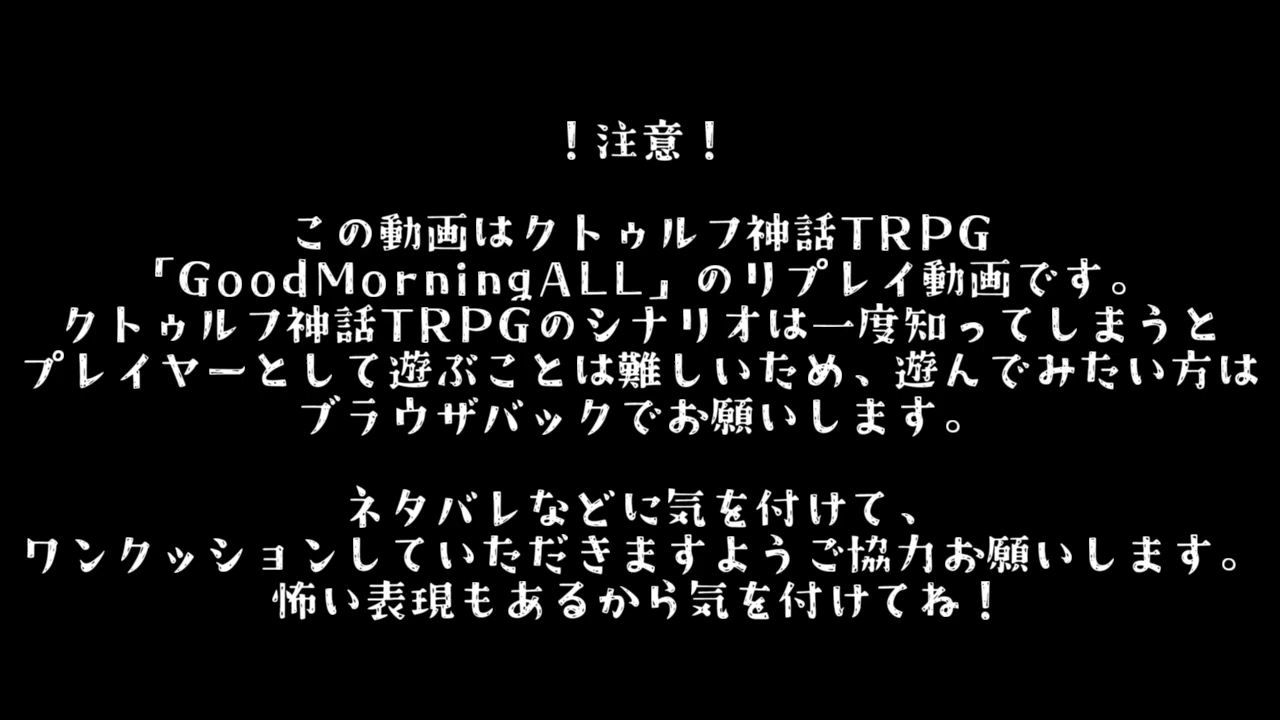 ！注意！
この動画はクトゥルフ神話TRPG
「GoodMorningALL」のリプレイ動画です。
クトゥルフ神話TRPGのシナリオは一度知ってしまうと
プレイヤーとして遊ぶことは難しいため、遊んでみたい方は
ブラウザバックでお願いします。
ネタバレなどに気を付けて、
ワンクッションしていただきますようご協力お願いします。
怖い表現もあるから気を付けてね！